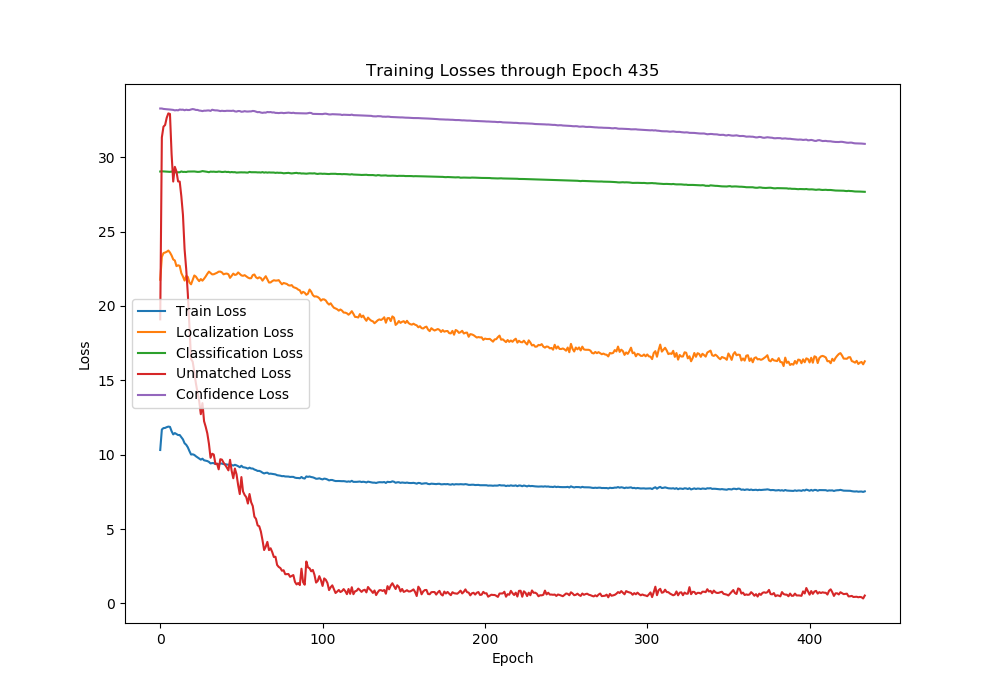 Training Losses through Epoch 435
Loss
30
25
20
15
10
5
0
Train Loss
Localization Loss
Classification Loss
Unmatched Loss
Confidence Loss
0 100 200 300 400
Epoch